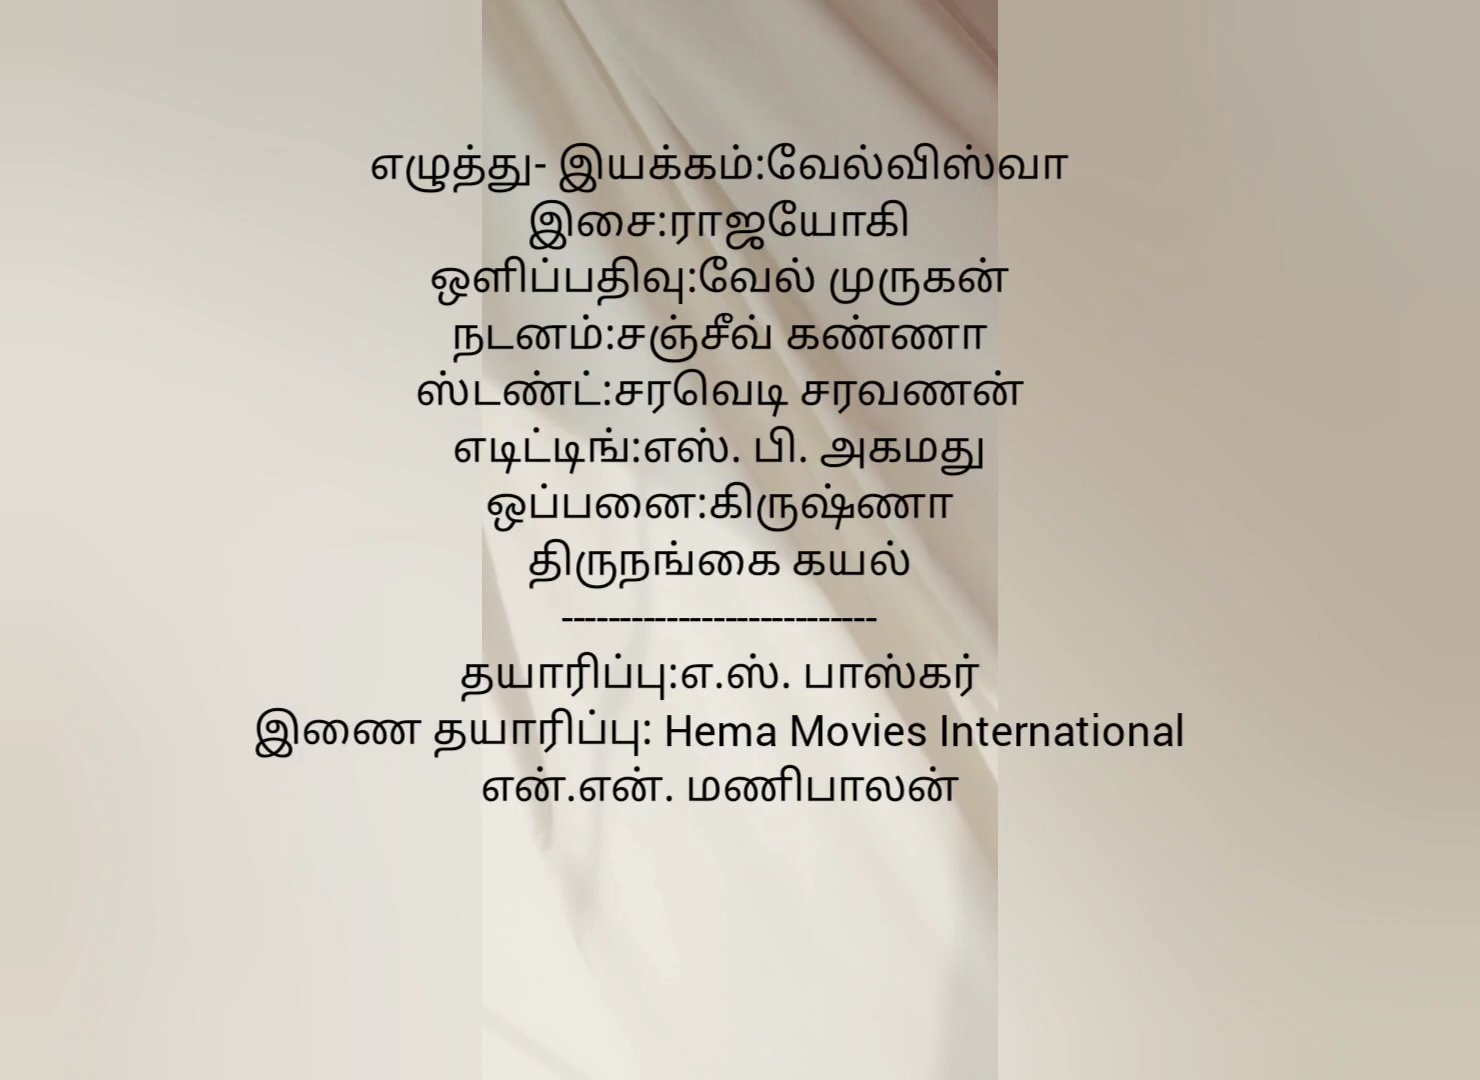 எழுத்து- இயக்கம்:வேல்விஸ்வா
இசை:ராஜயோகி
ஒளிப்பதிவு:வேல் முருகன்
நடனம்:சஞ்சீவ் கண்ணா
ஸ்டண்ட்:சரவெடி சரவணன்
எடிட்டிங்:எஸ். பி. அகமது
ஒப்பனை:கிருஷ்ணா
திருநங்கை கயல்
---------------------------
தயாரிப்பு:எ.ஸ். பாஸ்கர்
இணை தயாரிப்பு: Hema Movies International
என்.என். மணிபாலன்